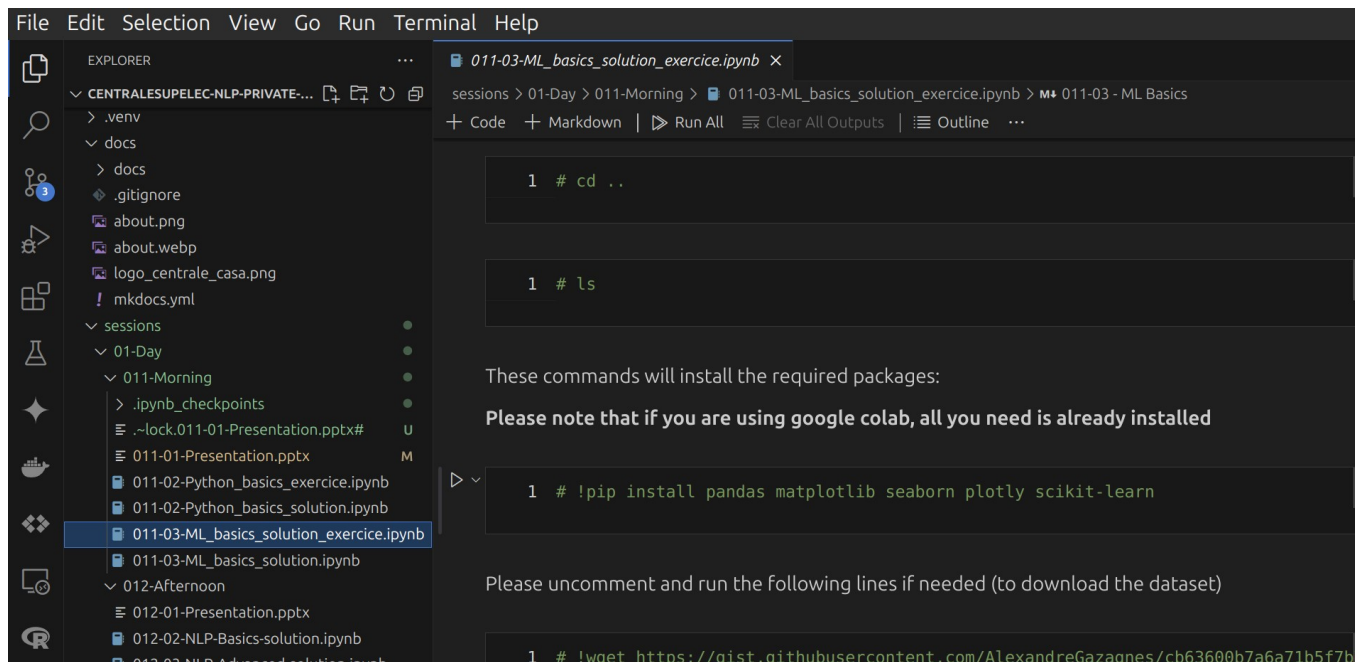 File Edit Selection View Go Run Terminal Help
EXPLORER
CENTRALESUPELEC-NLP-PRIVATE-...
.venv
docs
docs
.gitignore
about.png
about.webp
logo_centrale_casa.png
! mkdocs.yml
sessions
01-Day
011-Morning
.ipynb_checkpoints
.~lock.011-01-Presentation.pptx# U
011-01-Presentation.pptx M
011-02-Python_basics_exercice.ipynb
011-02-Python_basics_solution.ipynb
011-03-ML_basics_solution_exercice.ipynb
011-03-ML_basics_solution.ipynb
012-Afternoon
012-01-Presentation.pptx
012-02-NLP-Basics-solution.ipynb
3
011-03-ML_basics_solution_exercice.ipynb
sessions > 01-Day > 011-Morning > 011-03-ML_basics_solution_exercice.ipynb > M↓ 011-03 - ML Basics
+ Code + Markdown | Run All Clear All Outputs | Outline ...
1 # cd ..
1 # ls
These commands will install the required packages:
Please note that if you are using google colab, all you need is already installed
1 # !pip install pandas matplotlib seaborn plotly scikit-learn
Please uncomment and run the following lines if needed (to download the dataset)
1 # !wget https://gist.githubusercontent.com/AlexandreGazagnes/cb63600b7a6a71b5f7b